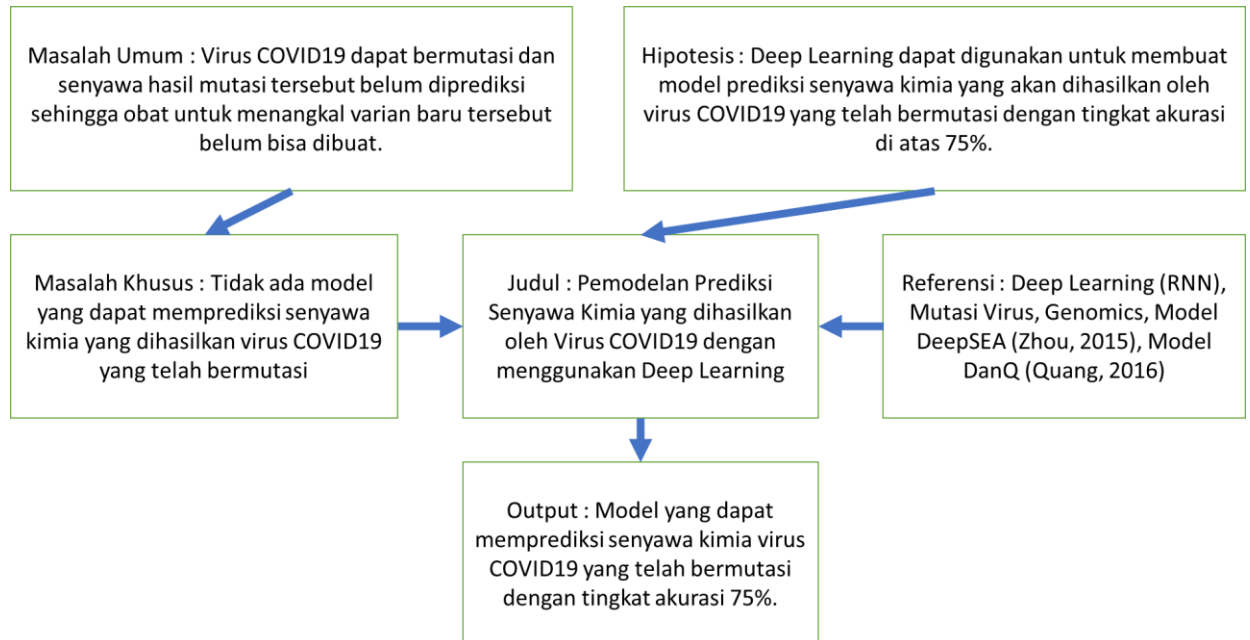 Masalah Umum : Virus COVID19 dapat bermutasi dan
senyawa hasil mutasi tersebut belum diprediksi
sehingga obat untuk menangkal varian baru tersebut
belum bisa dibuat.
Hipotesis : Deep Learning dapat digunakan untuk membuat
model prediksi senyawa kimia yang akan dihasilkan oleh
virus COVID19 yang telah bermutasi dengan tingkat akurasi
di atas 75%.
Masalah Khusus : Tidak ada model
yang dapat memprediksi senyawa
kimia yang dihasilkan virus COVID19
yang telah bermutasi
Judul : Pemodelan Prediksi
Senyawa Kimia yang dihasilkan
oleh Virus COVID19 dengan
menggunakan Deep Learning
Referensi : Deep Learning (RNN),
Mutasi Virus, Genomics, Model
DeepSEA (Zhou, 2015), Model
DanQ (Quang, 2016)
Output : Model yang dapat
memprediksi senyawa kimia virus
COVID19 yang telah bermutasi
dengan tingkat akurasi 75%.